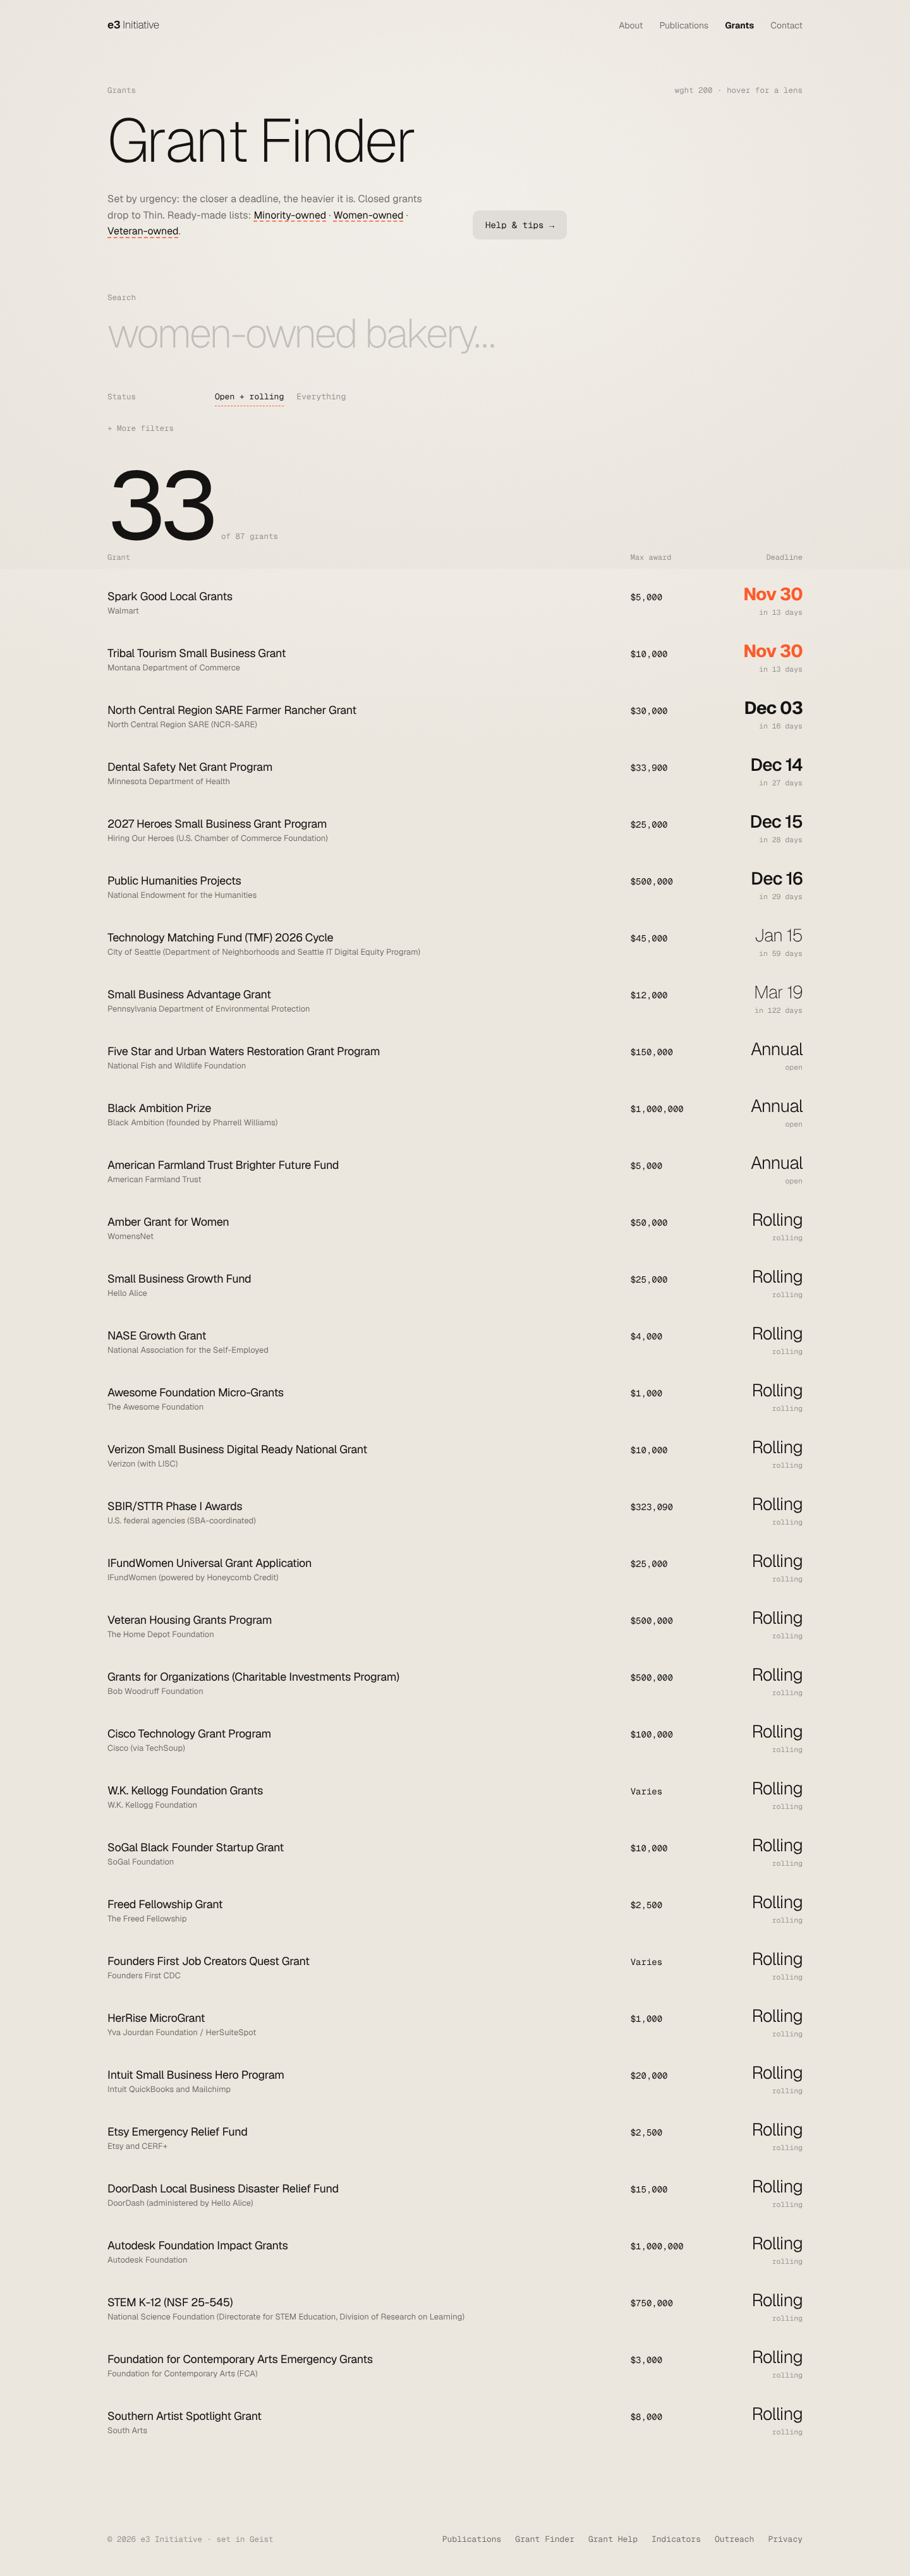 e3 Initiative
About Publications Grants Contact
Grants
wght 200 · hover for a lens
Grant Finder
Set by urgency: the closer a deadline, the heavier it is. Closed grants
drop to Thin. Ready-made lists: Minority-owned · Women-owned ·
Veteran-owned.
Help & tips →
Search
women-owned bakery...
Status Open + rolling Everything
+ More filters
33 of 87 grants
Grant Max award Deadline
Spark Good Local Grants $5,000 Nov 30
Walmart in 13 days
Tribal Tourism Small Business Grant $10,000 Nov 30
Montana Department of Commerce in 13 days
North Central Region SARE Farmer Rancher Grant $30,000 Dec 03
North Central Region SARE (NCR-SARE) in 16 days
Dental Safety Net Grant Program $33,900 Dec 14
Minnesota Department of Health in 27 days
2027 Heroes Small Business Grant Program $25,000 Dec 15
Hiring Our Heroes (U.S. Chamber of Commerce Foundation) in 28 days
Public Humanities Projects $500,000 Dec 16
National Endowment for the Humanities in 29 days
Technology Matching Fund (TMF) 2026 Cycle $45,000 Jan 15
City of Seattle (Department of Neighborhoods and Seattle IT Digital Equity Program) in 59 days
Small Business Advantage Grant $12,000 Mar 19
Pennsylvania Department of Environmental Protection in 122 days
Five Star and Urban Waters Restoration Grant Program $150,000 Annual
National Fish and Wildlife Foundation open
Black Ambition Prize $1,000,000 Annual
Black Ambition (founded by Pharrell Williams) open
American Farmland Trust Brighter Future Fund $5,000 Annual
American Farmland Trust open
Amber Grant for Women $50,000 Rolling
WomensNet rolling
Small Business Growth Fund $25,000 Rolling
Hello Alice rolling
NASE Growth Grant $4,000 Rolling
National Association for the Self-Employed rolling
Awesome Foundation Micro-Grants $1,000 Rolling
The Awesome Foundation rolling
Verizon Small Business Digital Ready National Grant $10,000 Rolling
Verizon (with LISC) rolling
SBIR/STTR Phase I Awards $323,090 Rolling
U.S. federal agencies (SBA-coordinated) rolling
IFundWomen Universal Grant Application $25,000 Rolling
IFundWomen (powered by Honeycomb Credit) rolling
Veteran Housing Grants Program $500,000 Rolling
The Home Depot Foundation rolling
Grants for Organizations (Charitable Investments Program) $500,000 Rolling
Bob Woodruff Foundation rolling
Cisco Technology Grant Program $100,000 Rolling
Cisco (via TechSoup) rolling
W.K. Kellogg Foundation Grants Varies Rolling
W.K. Kellogg Foundation rolling
SoGal Black Founder Startup Grant $10,000 Rolling
SoGal Foundation rolling
Freed Fellowship Grant $2,500 Rolling
The Freed Fellowship rolling
Founders First Job Creators Quest Grant Varies Rolling
Founders First CDC rolling
HerRise MicroGrant $1,000 Rolling
Yva Jourdan Foundation / HerSuiteSpot rolling
Intuit Small Business Hero Program $20,000 Rolling
Intuit QuickBooks and Mailchimp rolling
Etsy Emergency Relief Fund $2,500 Rolling
Etsy and CERF+ rolling
DoorDash Local Business Disaster Relief Fund $15,000 Rolling
DoorDash (administered by Hello Alice) rolling
Autodesk Foundation Impact Grants $1,000,000 Rolling
Autodesk Foundation rolling
STEM K-12 (NSF 25-545) $750,000 Rolling
National Science Foundation (Directorate for STEM Education, Division of Research on Learning) rolling
Foundation for Contemporary Arts Emergency Grants $3,000 Rolling
Foundation for Contemporary Arts (FCA) rolling
Southern Artist Spotlight Grant $8,000 Rolling
South Arts rolling
© 2026 e3 Initiative · set in Geist
Publications Grant Finder Grant Help Indicators Outreach Privacy